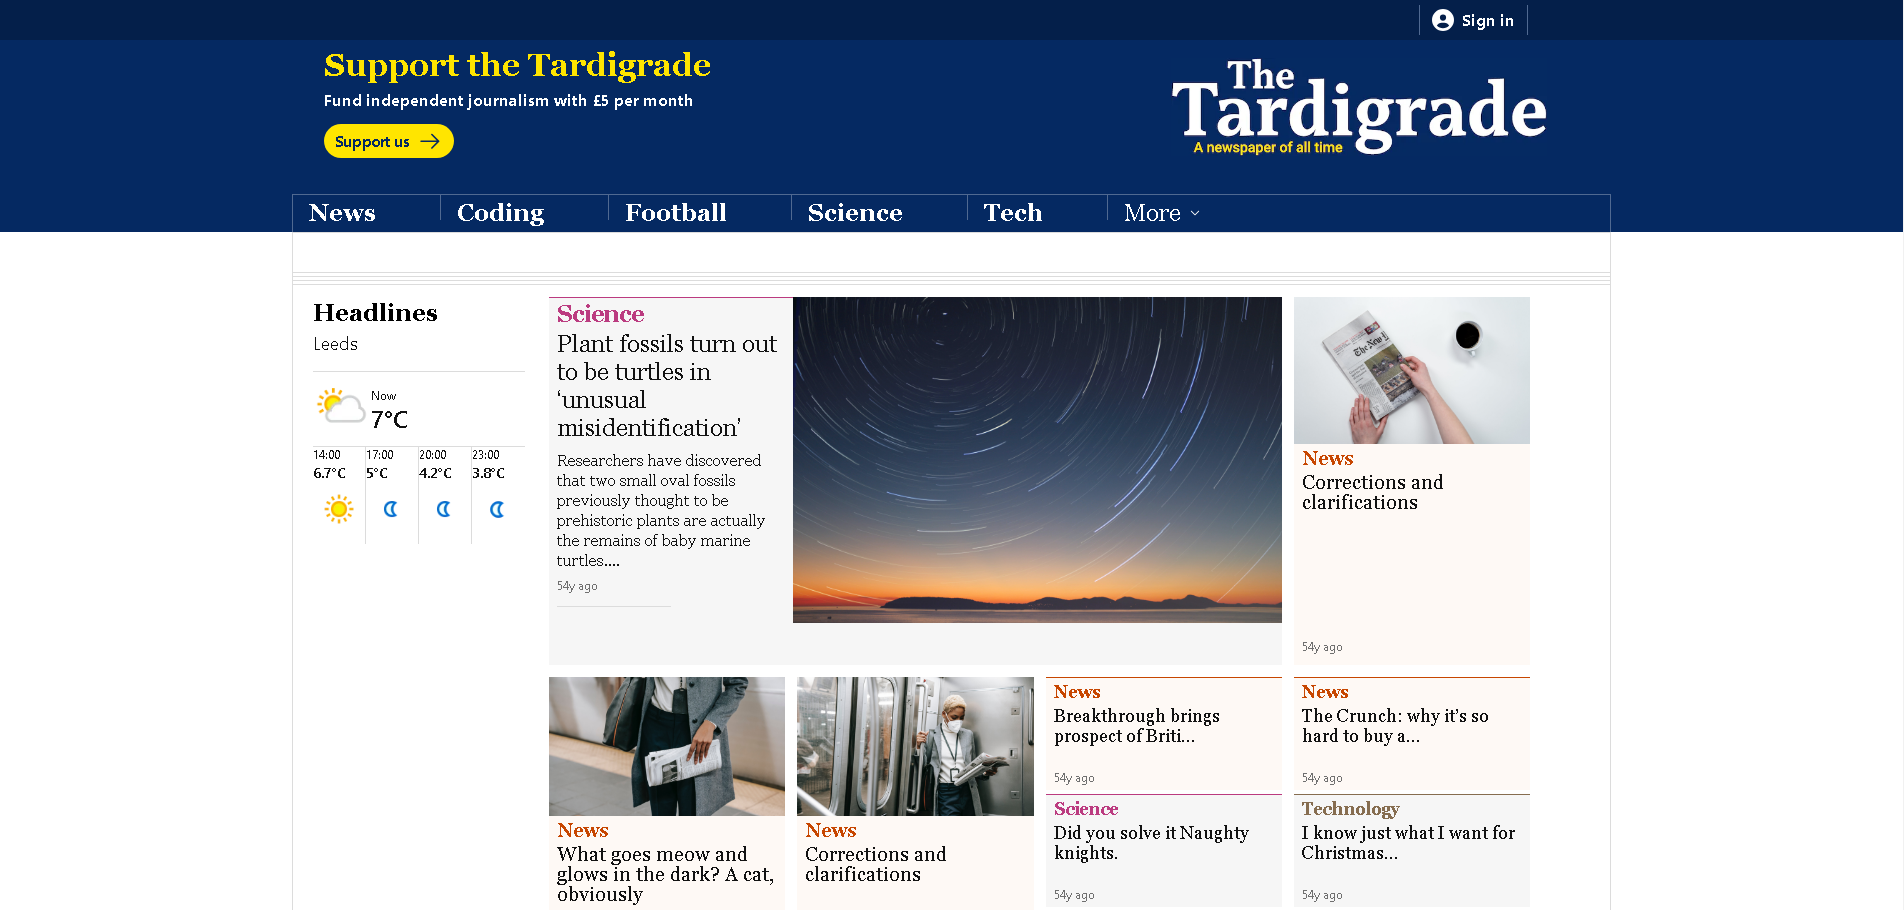 Sign in
Support the Tardigrade
Fund independent journalism with £5 per month
Support us
The
Tardigrade
A newspaper of all time
News
Coding
Football
Science
Tech
More
Headlines
Leeds
Now
7°C
14:00
6.7°C
17:00
5°C
20:00
4.2°C
23:00
3.8°C
Science
Plant fossils turn out
to be turtles in
‘unusual
misidentification’
Researchers have discovered
that two small oval fossils
previously thought to be
prehistoric plants are actually
the remains of baby marine
turtles....
54y ago
The New
News
Corrections and
clarifications
54y ago
News
What goes meow and
glows in the dark? A cat,
obviously
News
Corrections and
clarifications
News
Breakthrough brings
prospect of Briti...
54y ago
News
The Crunch: why it’s so
hard to buy a...
54y ago
Science
Did you solve it Naughty
knights.
54y ago
Technology
I know just what I want for
Christmas...
54y ago